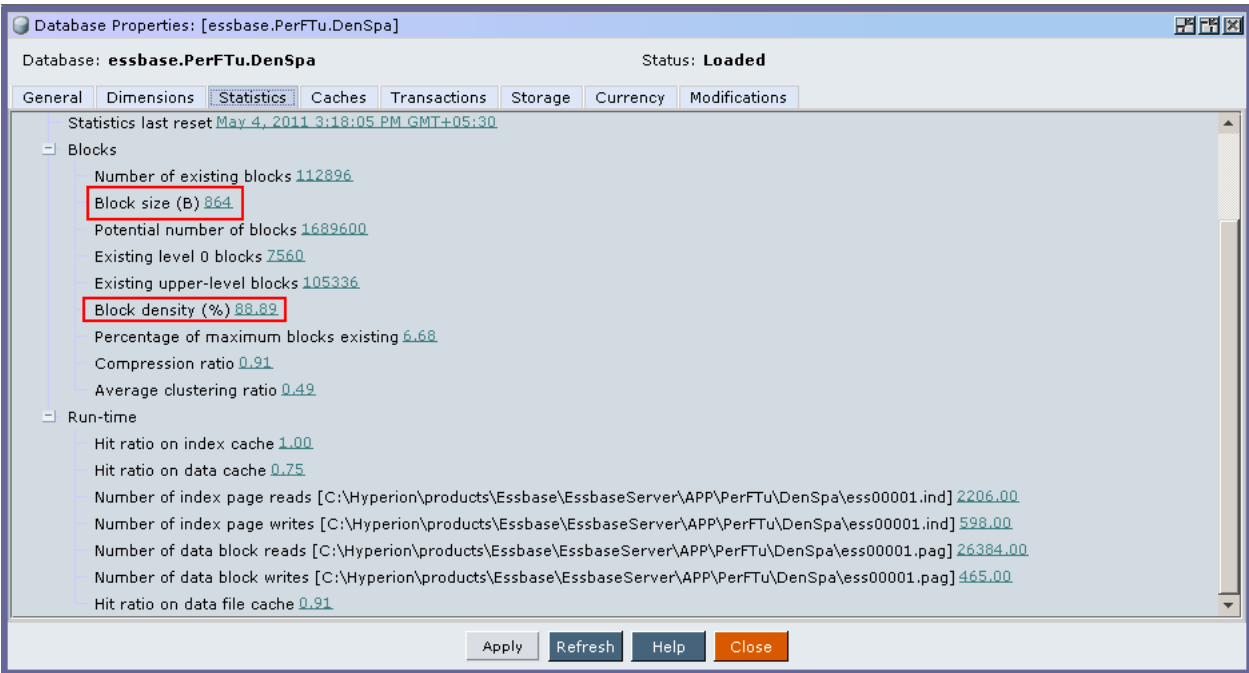 Database Properties: [essbase.PerFTu.DenSpa]
Database: essbase.PerFTu.DenSpa Status: Loaded
General Dimensions Statistics Caches Transactions Storage Currency Modifications
Statistics last reset May 4, 2011 3:18:05 PM GMT+05:30
Blocks
Number of existing blocks 112896
Block size (B) 864
Potential number of blocks 1689600
Existing level 0 blocks 7560
Existing upper-level blocks 105336
Block density (%) 88.89
Percentage of maximum blocks existing 6.68
Compression ratio 0.91
Average clustering ratio 0.49
Run-time
Hit ratio on index cache 1.00
Hit ratio on data cache 0.75
Number of index page reads [C:\Hyperion\products\Essbase\EssbaseServer\APP\PerFTu\DenSpa\ess00001.ind] 2206.00
Number of index page writes [C:\Hyperion\products\Essbase\EssbaseServer\APP\PerFTu\DenSpa\ess00001.ind] 598.00
Number of data block reads [C:\Hyperion\products\Essbase\EssbaseServer\APP\PerFTu\DenSpa\ess00001.pag] 26384.00
Number of data block writes [C:\Hyperion\products\Essbase\EssbaseServer\APP\PerFTu\DenSpa\ess00001.pag] 465.00
Hit ratio on data file cache 0.91
Apply Refresh Help Close